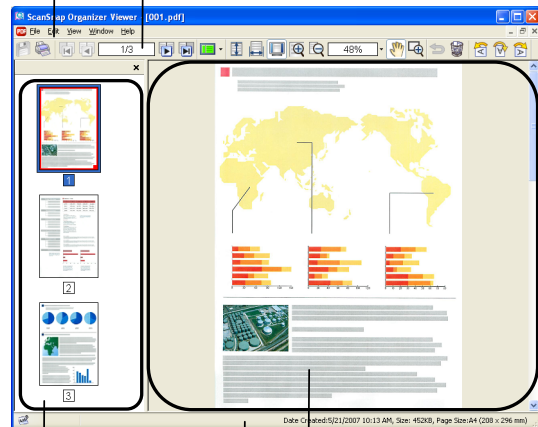 ScanSnap Organizer Viewer - [001.pdf]
File Edit View Window Help
1/3
48%
1
2
3
Date Created:5/21/2007 10:13 AM, Size: 452KB, Page Size:A4 (208 x 296 mm)